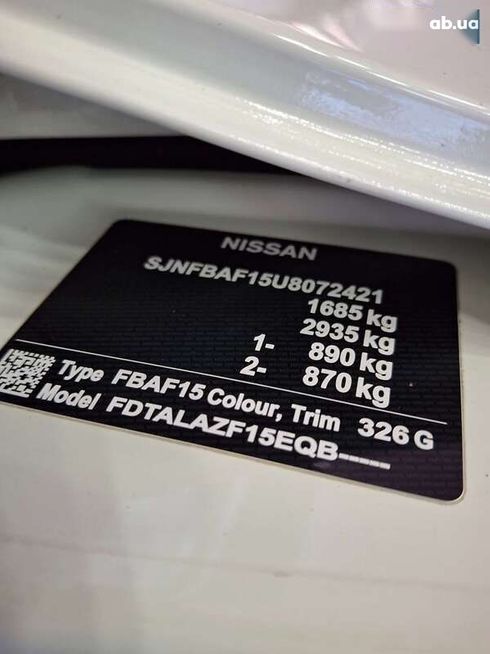 ab.ua
NISSAN
SJNFBAF15U8072421
1685 kg
2935 kg
1- 890 kg
2- 870 kg
Type FBAF15 Colour, Trim 326 G
Model FDTALAZF15EQB-----